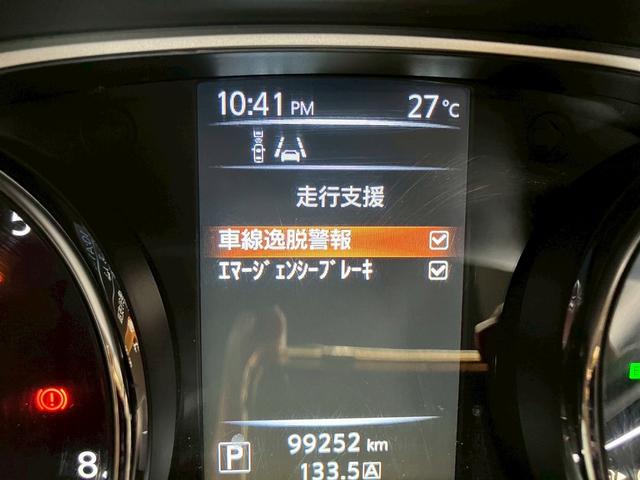 10:41 PM 27℃
走行支援
車線逸脱警報
ｴﾏｰｼﾞｪﾝｼｰﾌﾞﾚｰｷ
P 99252 km
133.5 A
8